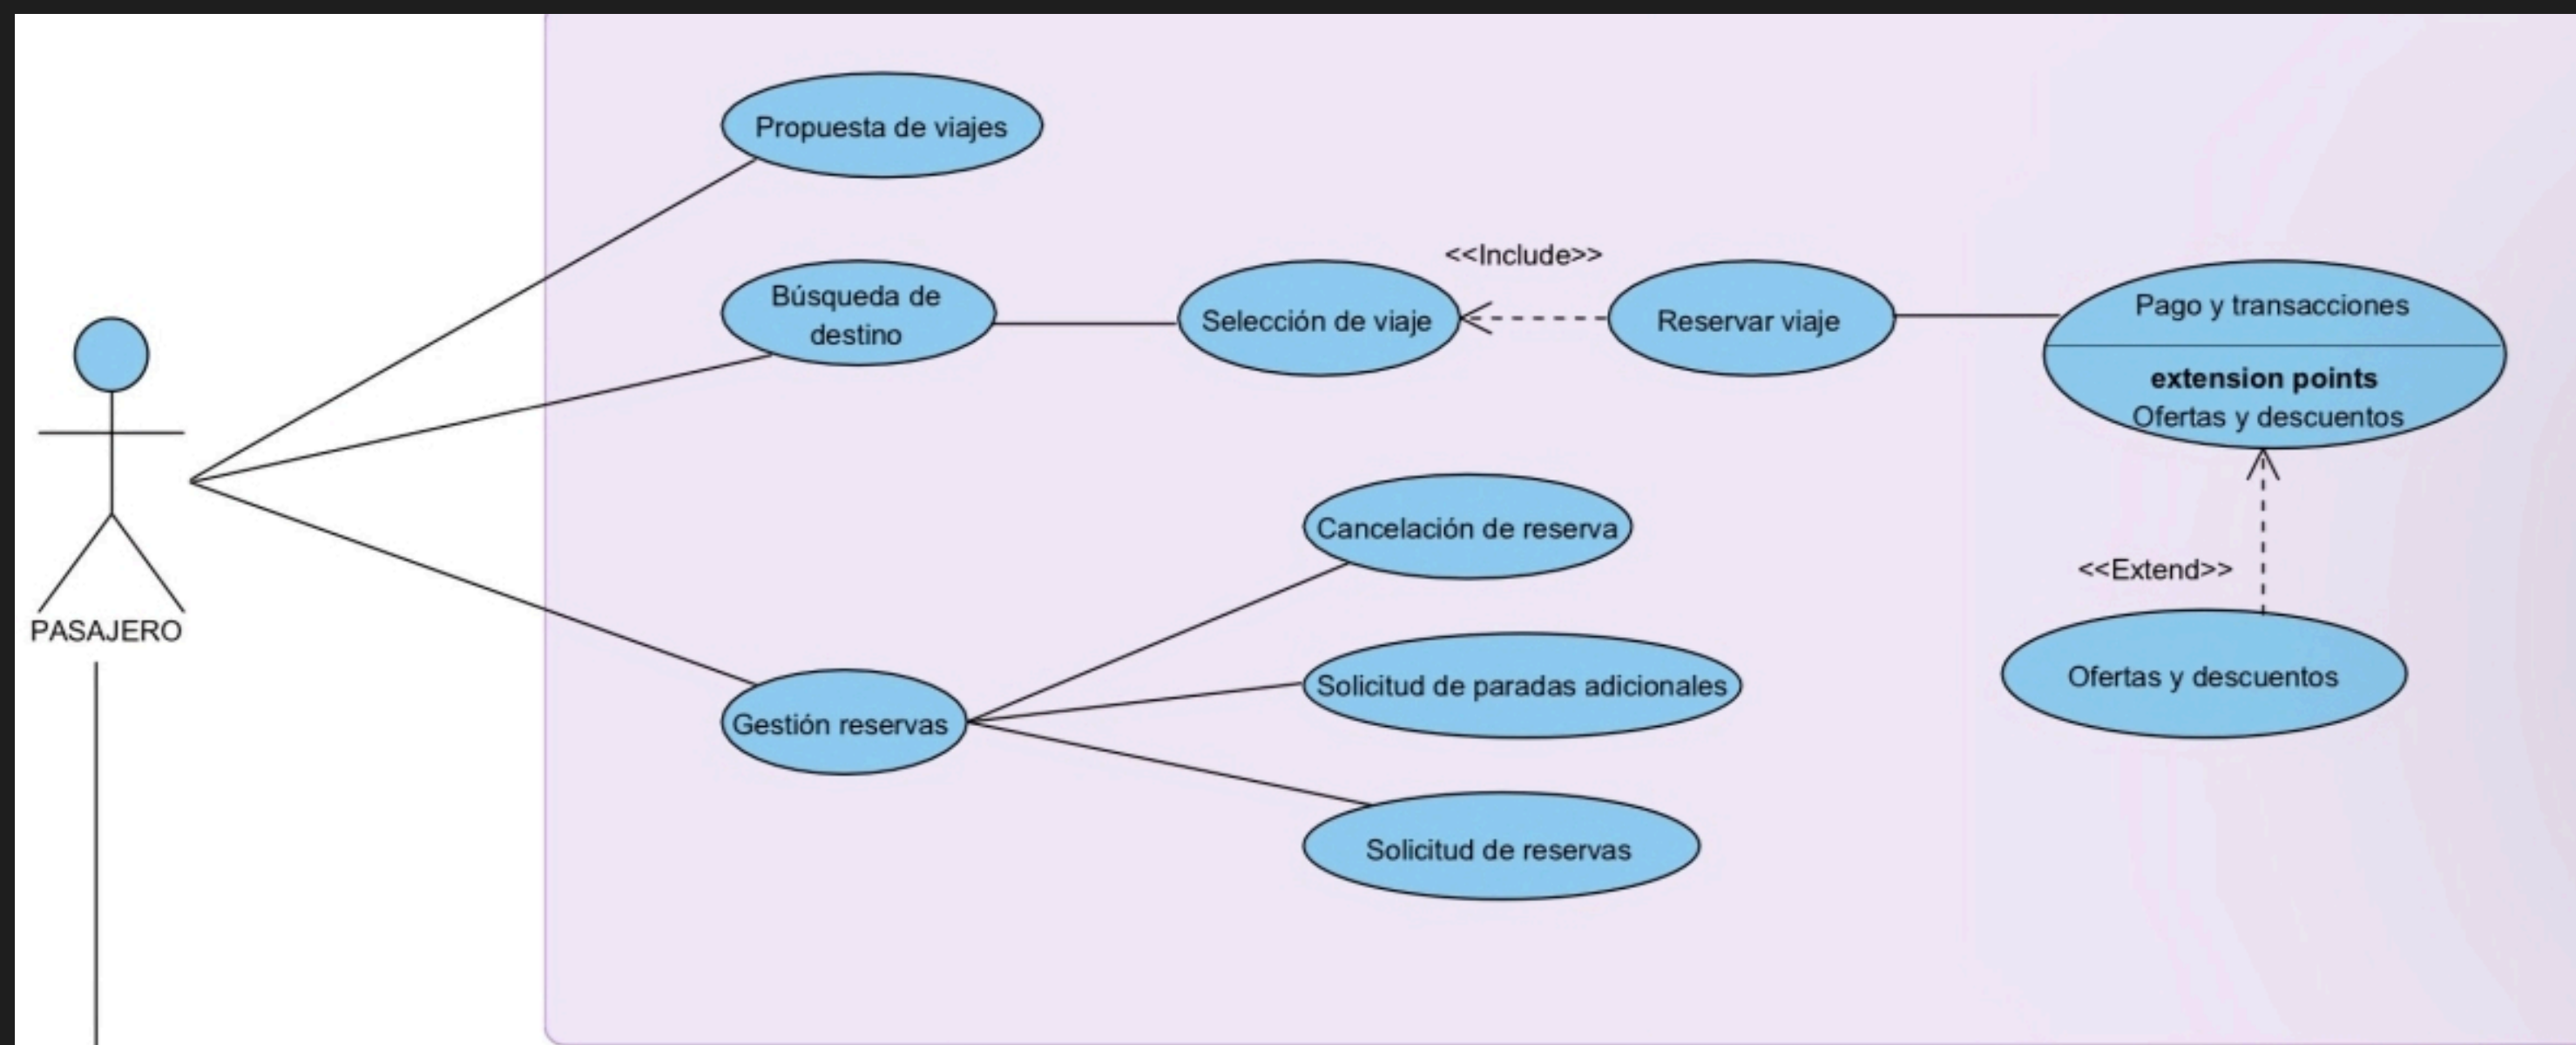 Propuesta de viajes
<<Include>>
Búsqueda de
destino
Selección de viaje
Reservar viaje
Pago y transacciones
extension points
Ofertas y descuentos
Cancelación de reserva
<<Extend>>
PASAJERO
Solicitud de paradas adicionales
Ofertas y descuentos
Gestión reservas
Solicitud de reservas